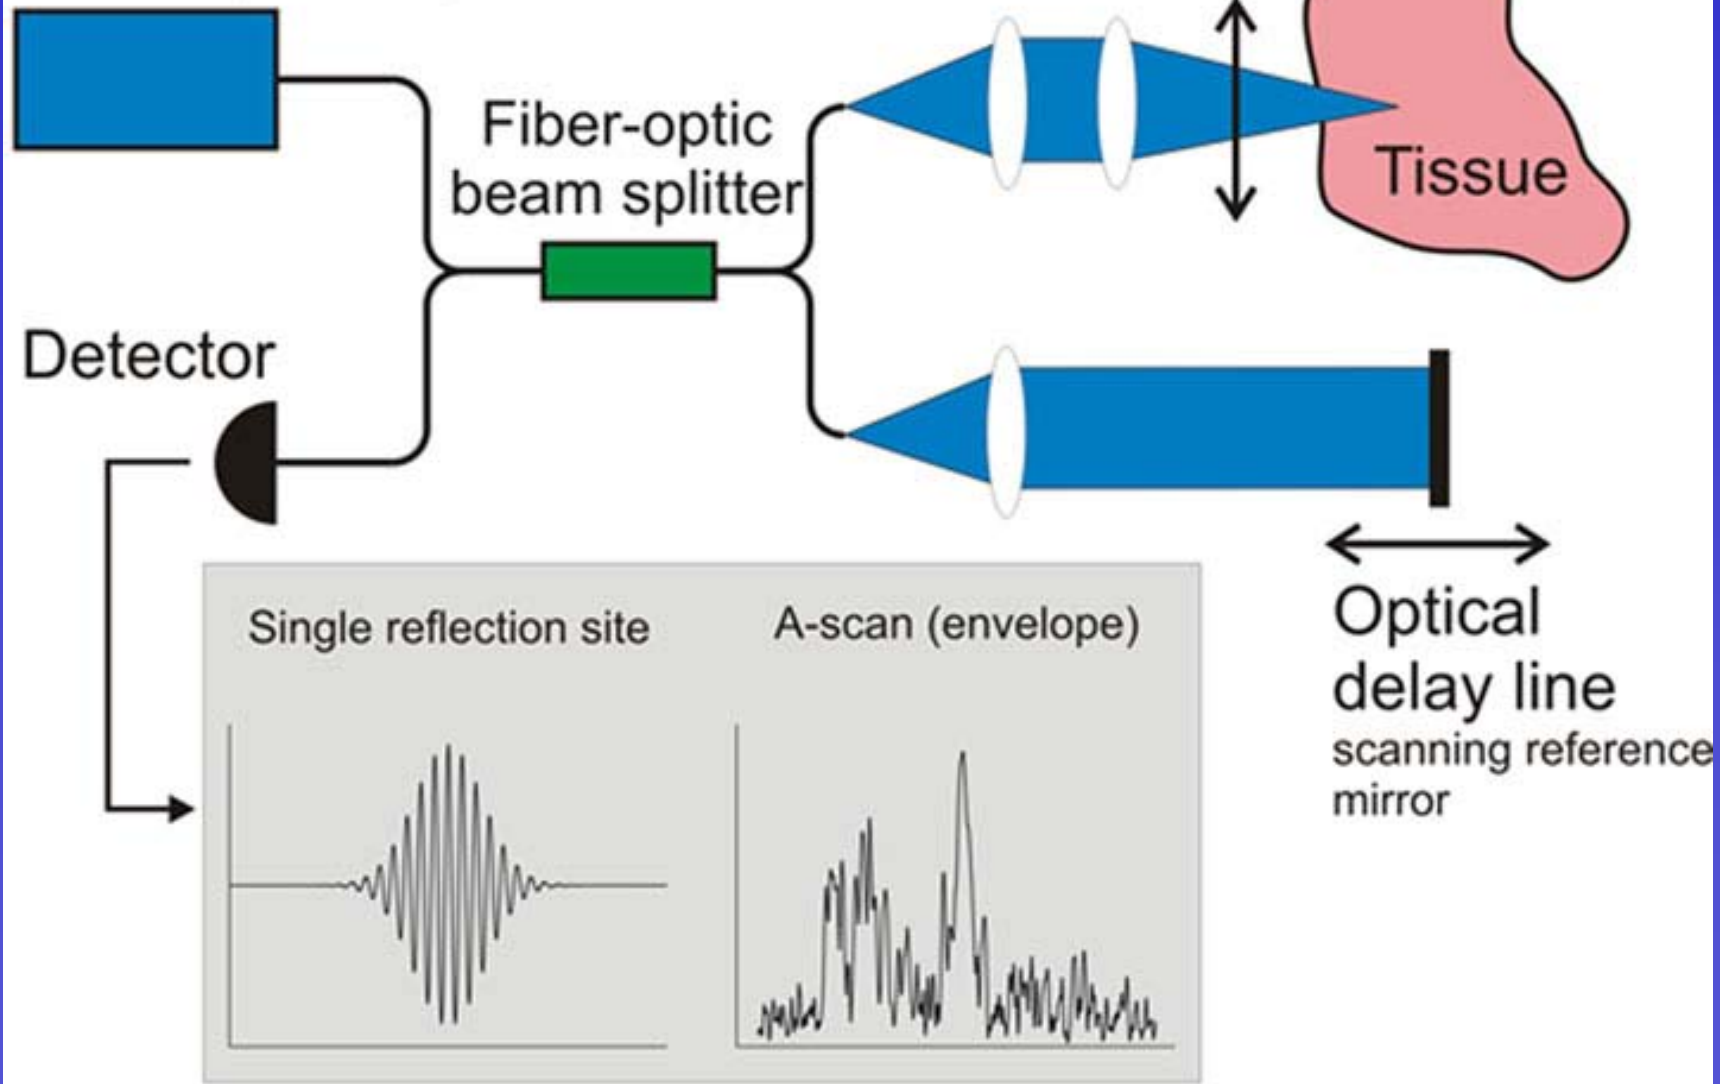 Fiber-optic
beam splitter
Tissue
Detector
Single reflection site
A-scan (envelope)
Optical
delay line
scanning reference
mirror